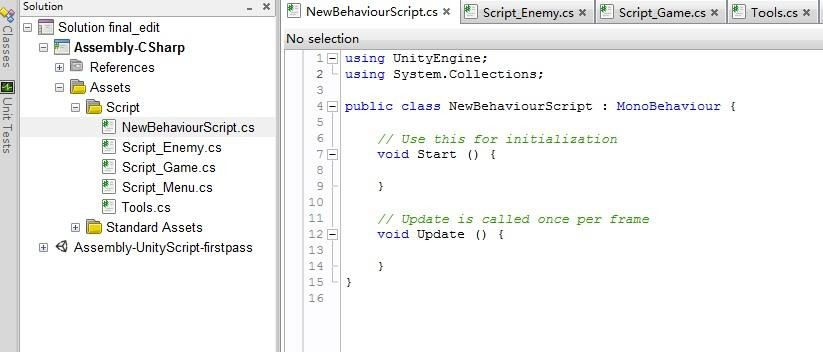 Classes
Unit Tests
Solution
Solution final_edit
Assembly-CSharp
References
Assets
Script
NewBehaviourScript.cs
Script_Enemy.cs
Script_Game.cs
Script_Menu.cs
Tools.cs
Standard Assets
Assembly-UnityScript-firstpass
NewBehaviourScript.cs × Script_Enemy.cs × Script_Game.cs × Tools.cs ×
No selection
1 using UnityEngine;
2 using System.Collections;
3
4 public class NewBehaviourScript : MonoBehaviour {
5
6 // Use this for initialization
7 void Start () {
8
9 }
10
11 // Update is called once per frame
12 void Update () {
13
14 }
15 }
16